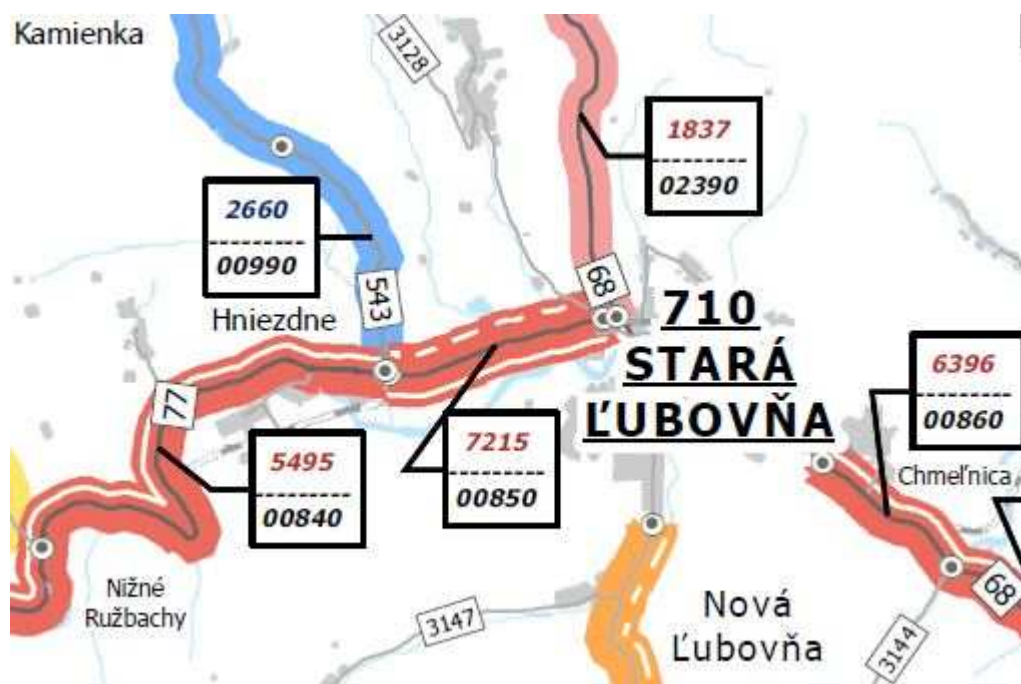 Kamienka
3128
1837
02390
2660
00990
543
68
Hniezdne
710
STARÁ
ĽUBOVŇA
77
6396
00860
5495
00840
7215
00850
Chmeľnica
Nižné
Ružbachy
3147
Nová
Ľubovňa
3144
68